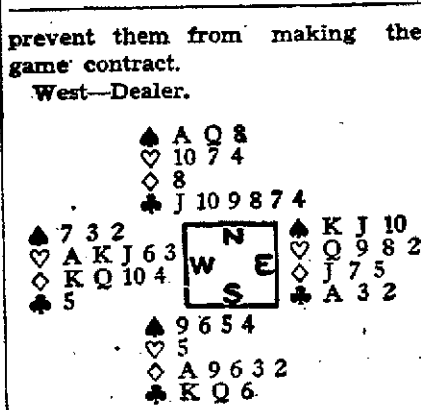 prevent them from making the
game contract.
West—Dealer.
♠ A Q 8
♡ 10 7 4
◇ 8
♣ J 10 9 8 7 4
♠ 7 3 2
♡ A K J 6 3
◇ K Q 10 4
♣ 5
N
W E
S
♠ K J 10
♡ Q 9 8 2
◇ J 7 5
♣ A 3 2
♠ 9 6 5 4
♡ 5
◇ A 9 6 3 2
♣ K Q 6